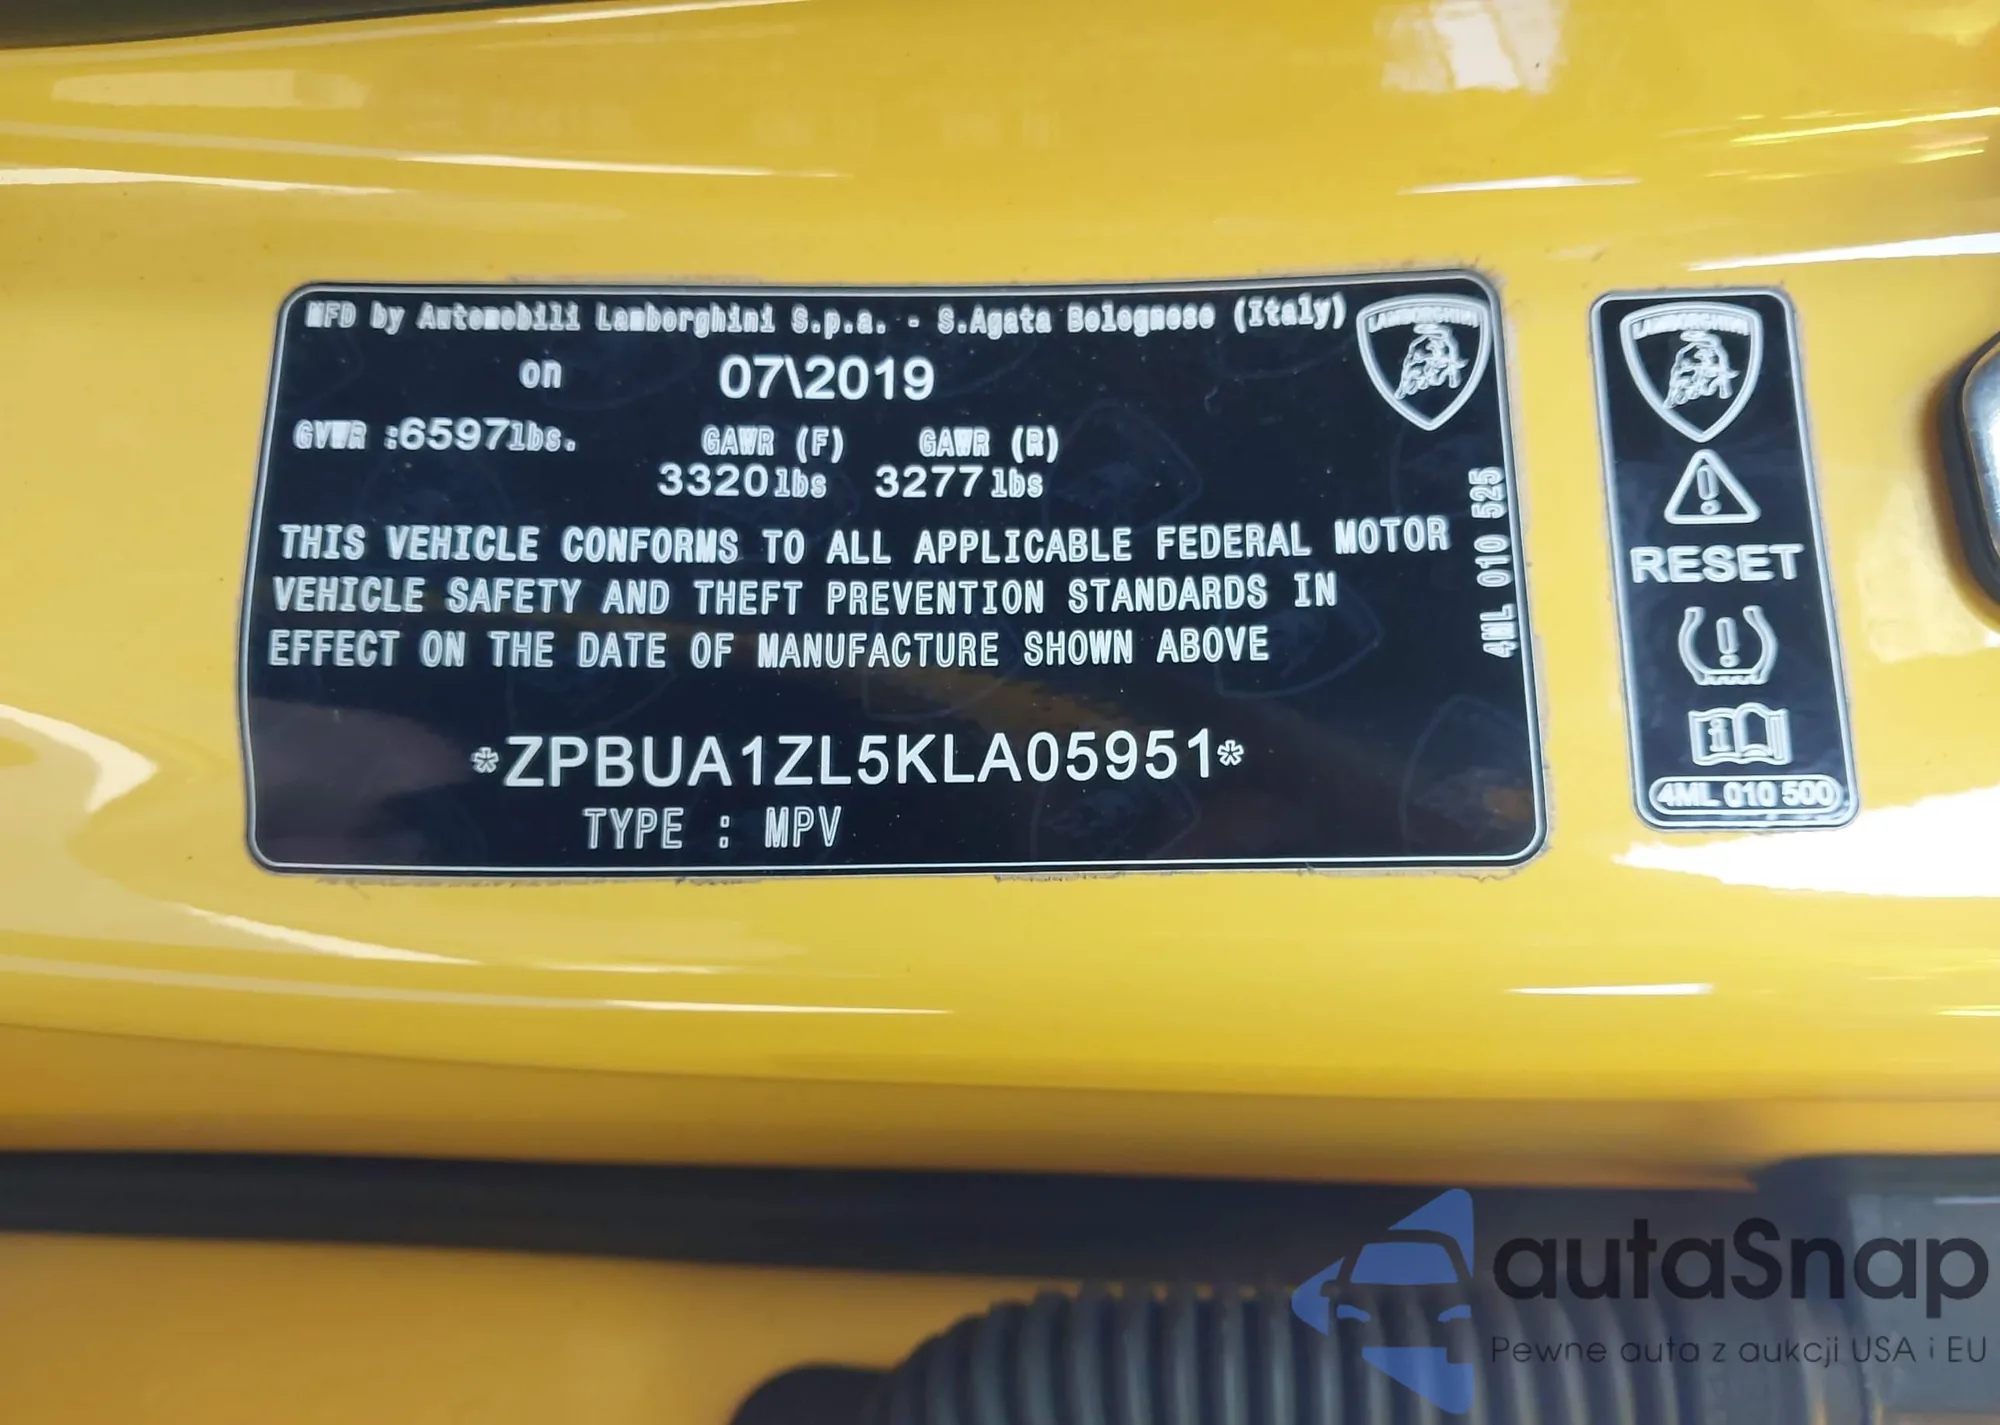 MFD by Automobili Lamborghini S.p.a. - S.Agata Bolognese (Italy)
on 07\2019
GVWR :6597lbs. GAWR (F) GAWR (R)
3320lbs 3277lbs
THIS VEHICLE CONFORMS TO ALL APPLICABLE FEDERAL MOTOR
VEHICLE SAFETY AND THEFT PREVENTION STANDARDS IN
EFFECT ON THE DATE OF MANUFACTURE SHOWN ABOVE
*ZPBUA1ZL5KLA05951*
TYPE : MPV
LAMBORGHINI
4ML 010 525
LAMBORGHINI
RESET
4ML 010 500
autaSnap
Pewne auta z aukcji USA i EU